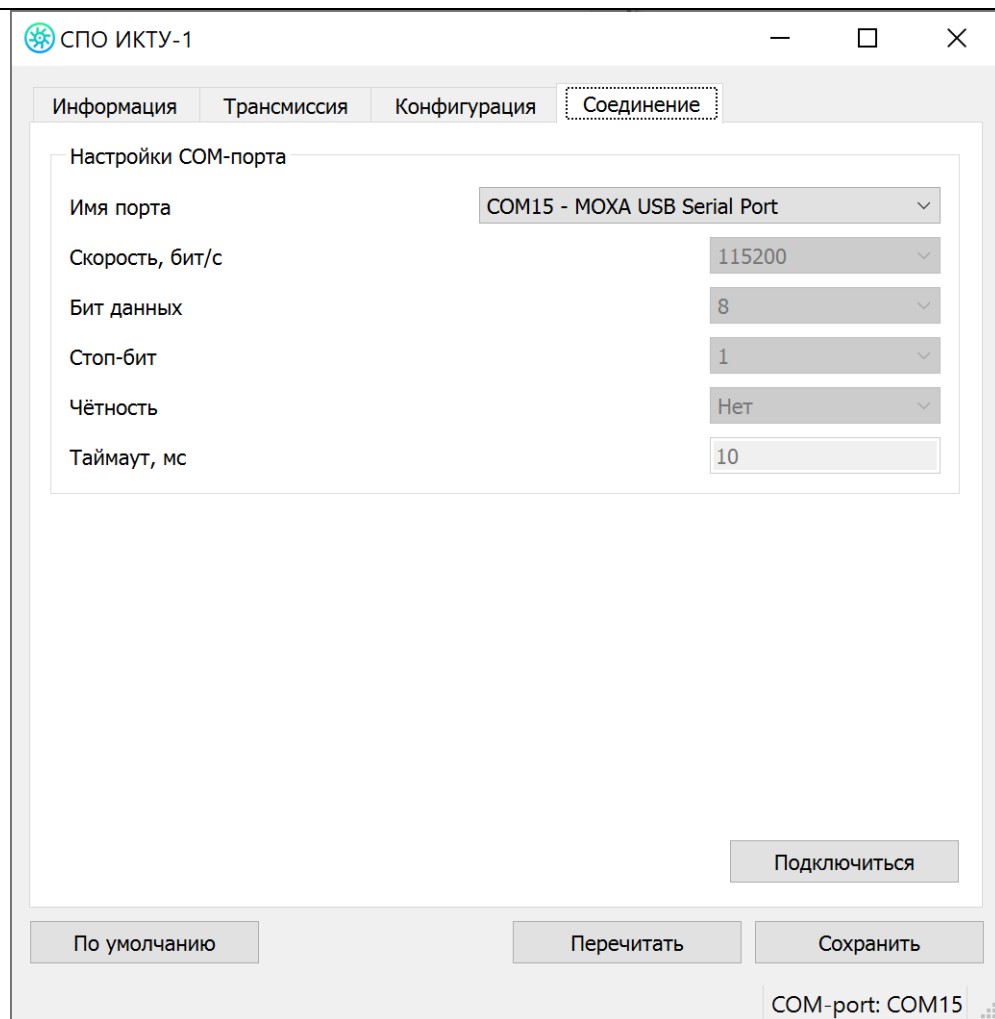 СПО ИКТУ-1
Информация Трансмиссия Конфигурация Соединение
Настройки COM-порта
Имя порта COM15 - MOXA USB Serial Port
Скорость, бит/с 115200
Бит данных 8
Стоп-бит 1
Чётность Нет
Таймаут, мс 10
Подключиться
По умолчанию Перечитать Сохранить
COM-port: COM15